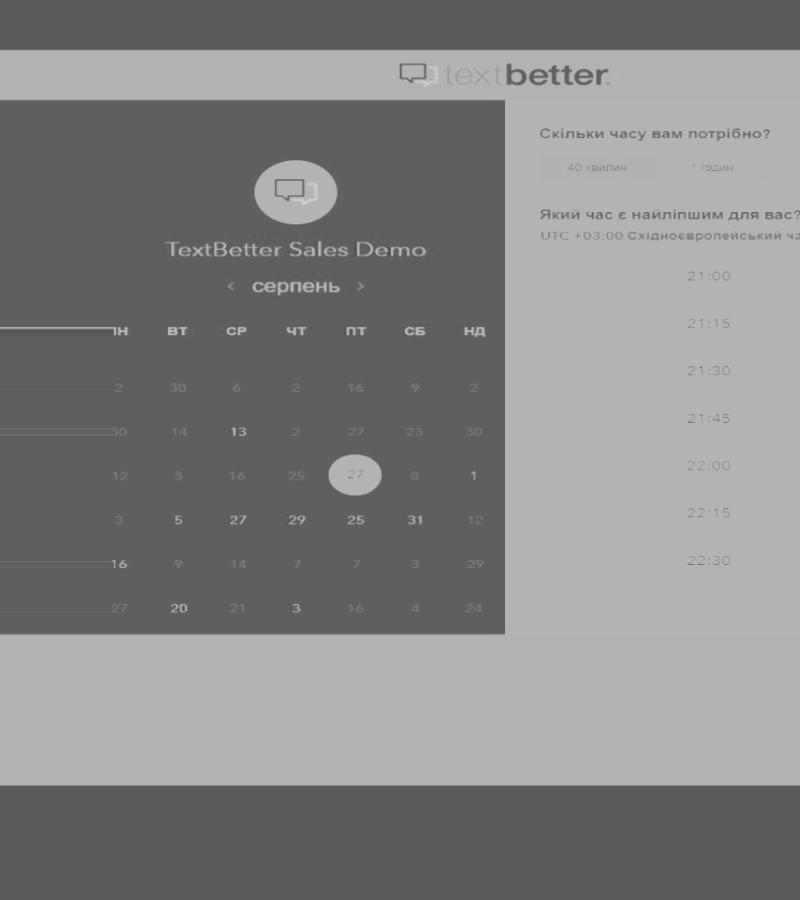 textbetter.
TextBetter Sales Demo
‹ серпень ›
ІН ВТ СР ЧТ ПТ СБ НД
2 30 6 2 16 9 2
30 14 13 2 27 23 30
12 3 16 25 27 8 1
3 5 27 29 25 31 12
16 9 14 7 7 3 29
27 20 21 3 16 4 24
Скільки часу вам потрібно?
40 хвилин 1 годин
Який час є найліпшим для вас?
UTC +03:00 Східноєвропейський ча
21:00
21:15
21:30
21:45
22:00
22:15
22:30